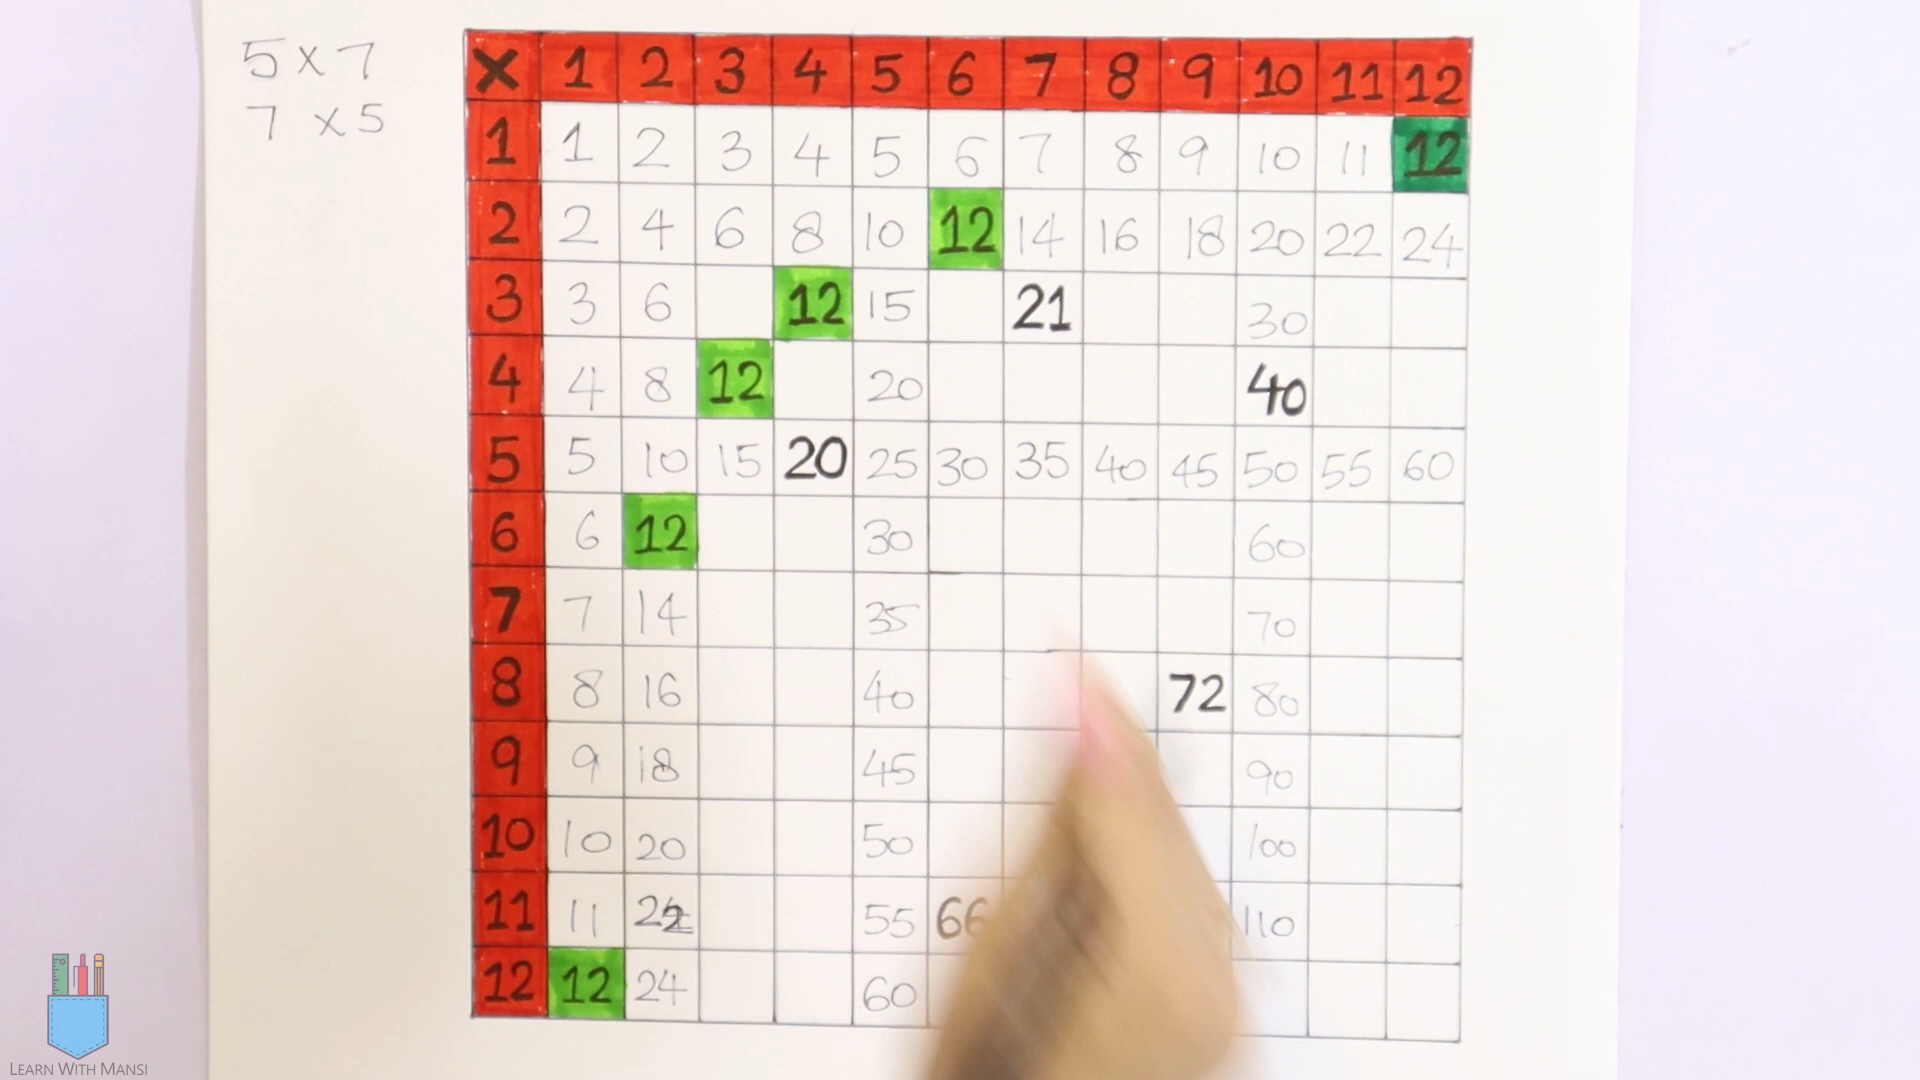 5 x 7
7 x 5
X 1 2 3 4 5 6 7 8 9 10 11 12
1 1 2 3 4 5 6 7 8 9 10 11 12
2 2 4 6 8 10 12 14 16 18 20 22 24
3 3 6 12 15 21 30
4 4 8 12 20 40
5 5 10 15 20 25 30 35 40 45 50 55 60
6 6 12 30 60
7 7 14 35 70
8 8 16 40 72 80
9 9 18 45 90
10 10 20 50 100
11 11 22 55 66 110
12 12 24 60
LEARN WITH MANSI